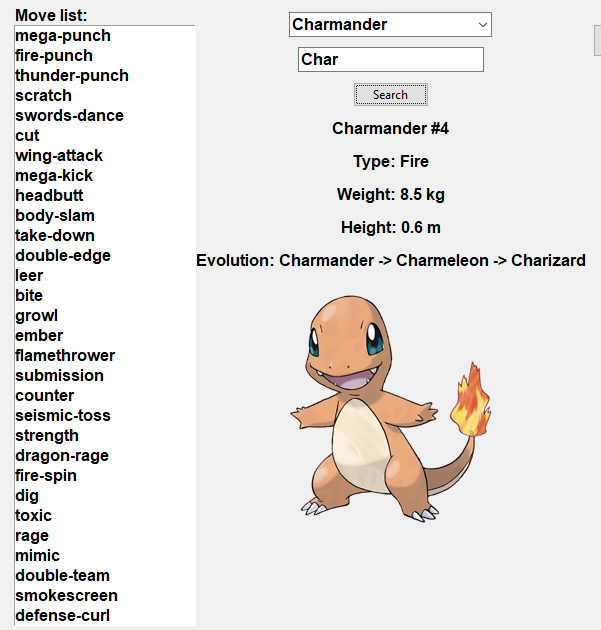 Move list:
mega-punch
fire-punch
thunder-punch
scratch
swords-dance
cut
wing-attack
mega-kick
headbutt
body-slam
take-down
double-edge
leer
bite
growl
ember
flamethrower
submission
counter
seismic-toss
strength
dragon-rage
fire-spin
dig
toxic
rage
mimic
double-team
smokescreen
defense-curl
Charmander
Char
Search
Charmander #4
Type: Fire
Weight: 8.5 kg
Height: 0.6 m
Evolution: Charmander -> Charmeleon -> Charizard